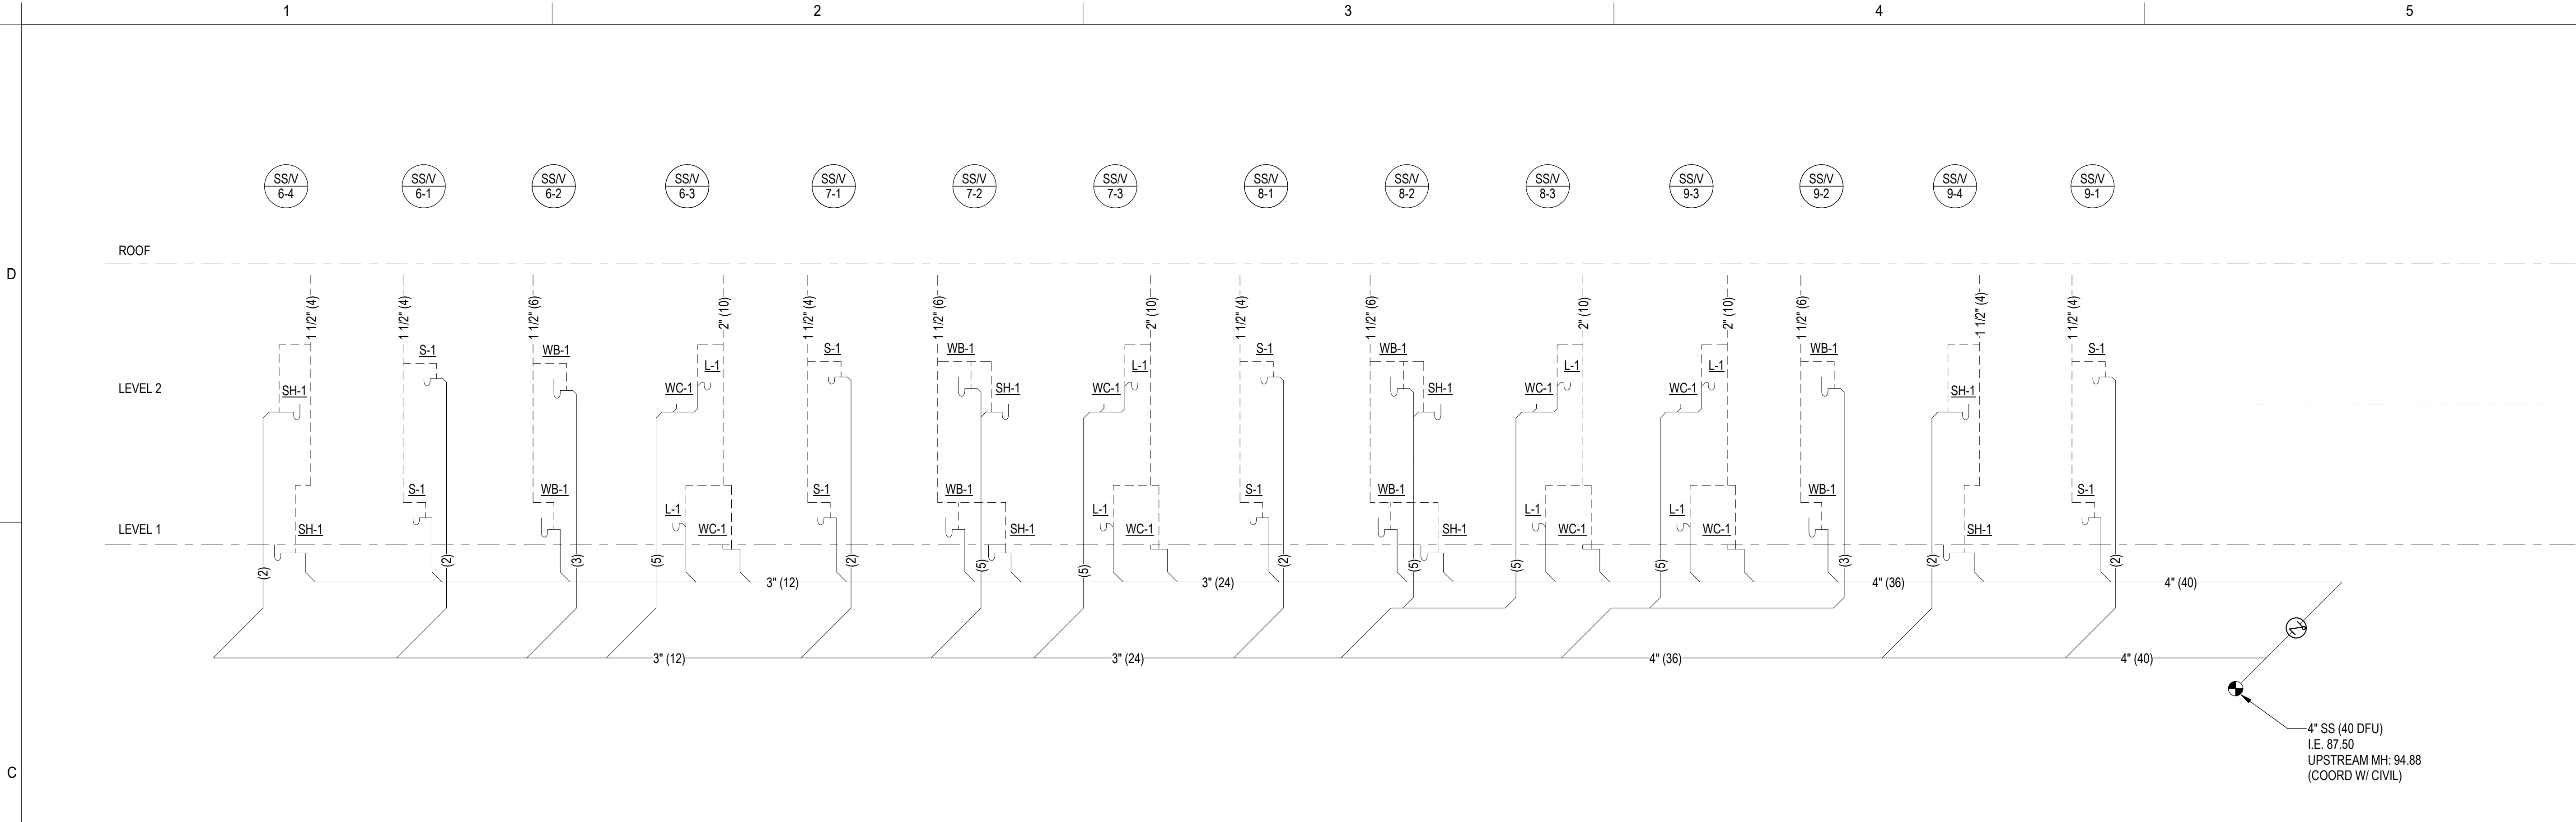 1 2 3 4 5
D
C
SS/V SS/V SS/V SS/V SS/V SS/V SS/V SS/V SS/V SS/V SS/V SS/V SS/V SS/V
6-4 6-1 6-2 6-3 7-1 7-2 7-3 8-1 8-2 8-3 9-3 9-2 9-4 9-1
ROOF
1 1/2" (4) 1 1/2" (4) 1 1/2" (6) 2" (10) 1 1/2" (4) 1 1/2" (6) 2" (10) 1 1/2" (4) 1 1/2" (6) 2" (10) 2" (10) 1 1/2" (6) 1 1/2" (4) 1 1/2" (4)
S-1 WB-1 S-1 WB-1 S-1 WB-1 WB-1 S-1
L-1 L-1 L-1 L-1
LEVEL 2 SH-1 WC-1 SH-1 WC-1 SH-1 WC-1 WC-1 SH-1
S-1 WB-1 S-1 WB-1 S-1 WB-1 WB-1 S-1
L-1 L-1 L-1 L-1
LEVEL 1 SH-1 WC-1 SH-1 WC-1 SH-1 WC-1 WC-1 SH-1
(2) (2) (3) (5) (2) (5) (5) (2) (5) (5) (5) (3) (2) (2)
3" (12) 3" (24) 4" (36) 4" (40)
3" (12) 3" (24) 4" (36) 4" (40)
4" SS (40 DFU)
I.E. 87.50
UPSTREAM MH: 94.88
(COORD W/ CIVIL)